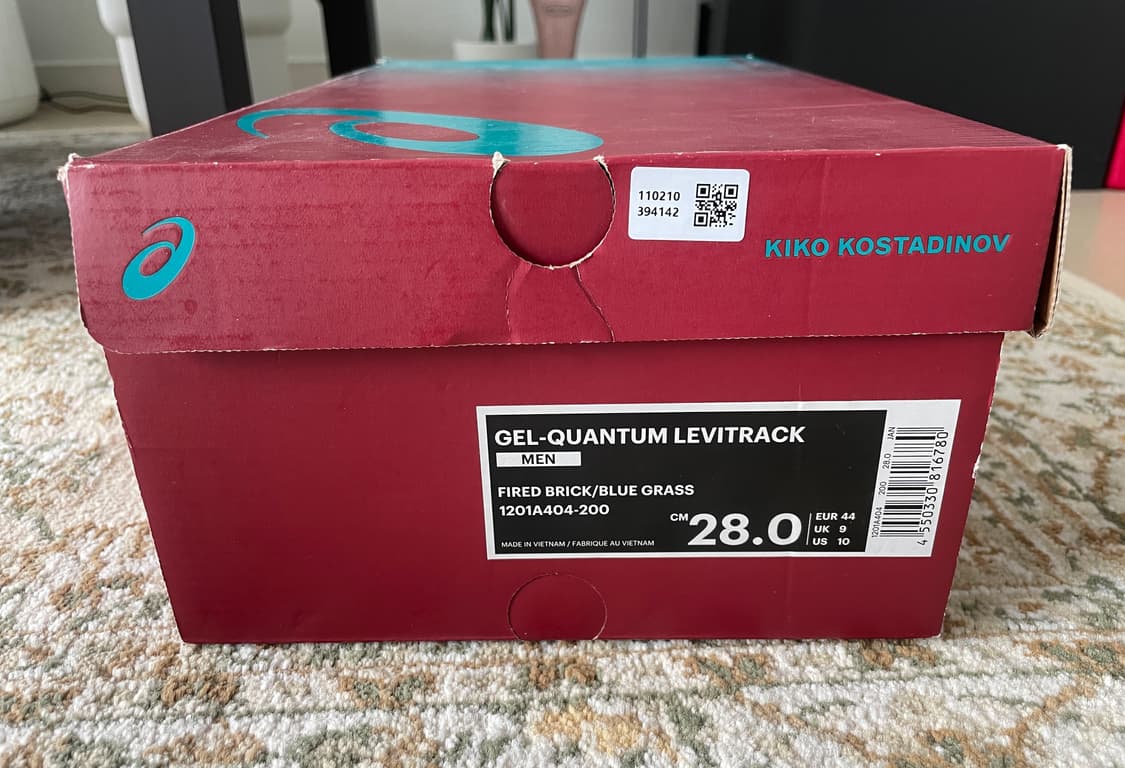 110210
394142
KIKO KOSTADINOV
GEL-QUANTUM LEVITRACK
MEN
FIRED BRICK/BLUE GRASS
1201A404-200
CM 28.0
EUR 44
UK 9
US 10
MADE IN VIETNAM / FABRIQUE AU VIETNAM
1201A404 200 28.0 JAN
4 550330 816780